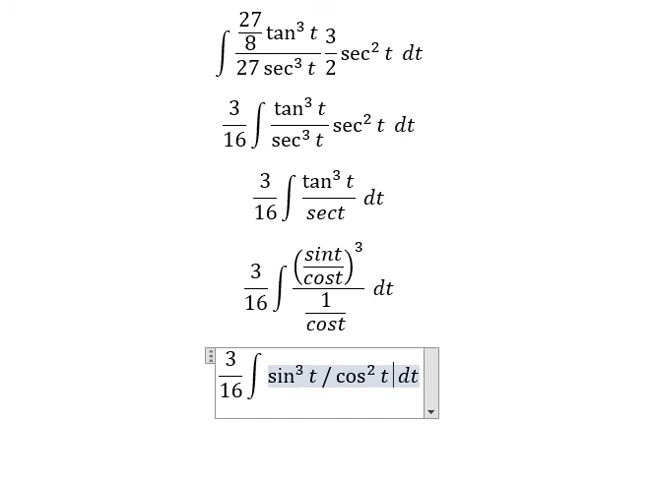 ∫ (27/8 tan³ t)/(27 sec³ t) 3/2 sec² t dt
3/16 ∫ (tan³ t)/(sec³ t) sec² t dt
3/16 ∫ (tan³ t)/(sect) dt
3/16 ∫ ((sint/cost)³)/(1/cost) dt
3/16 ∫ sin³ t / cos² t dt